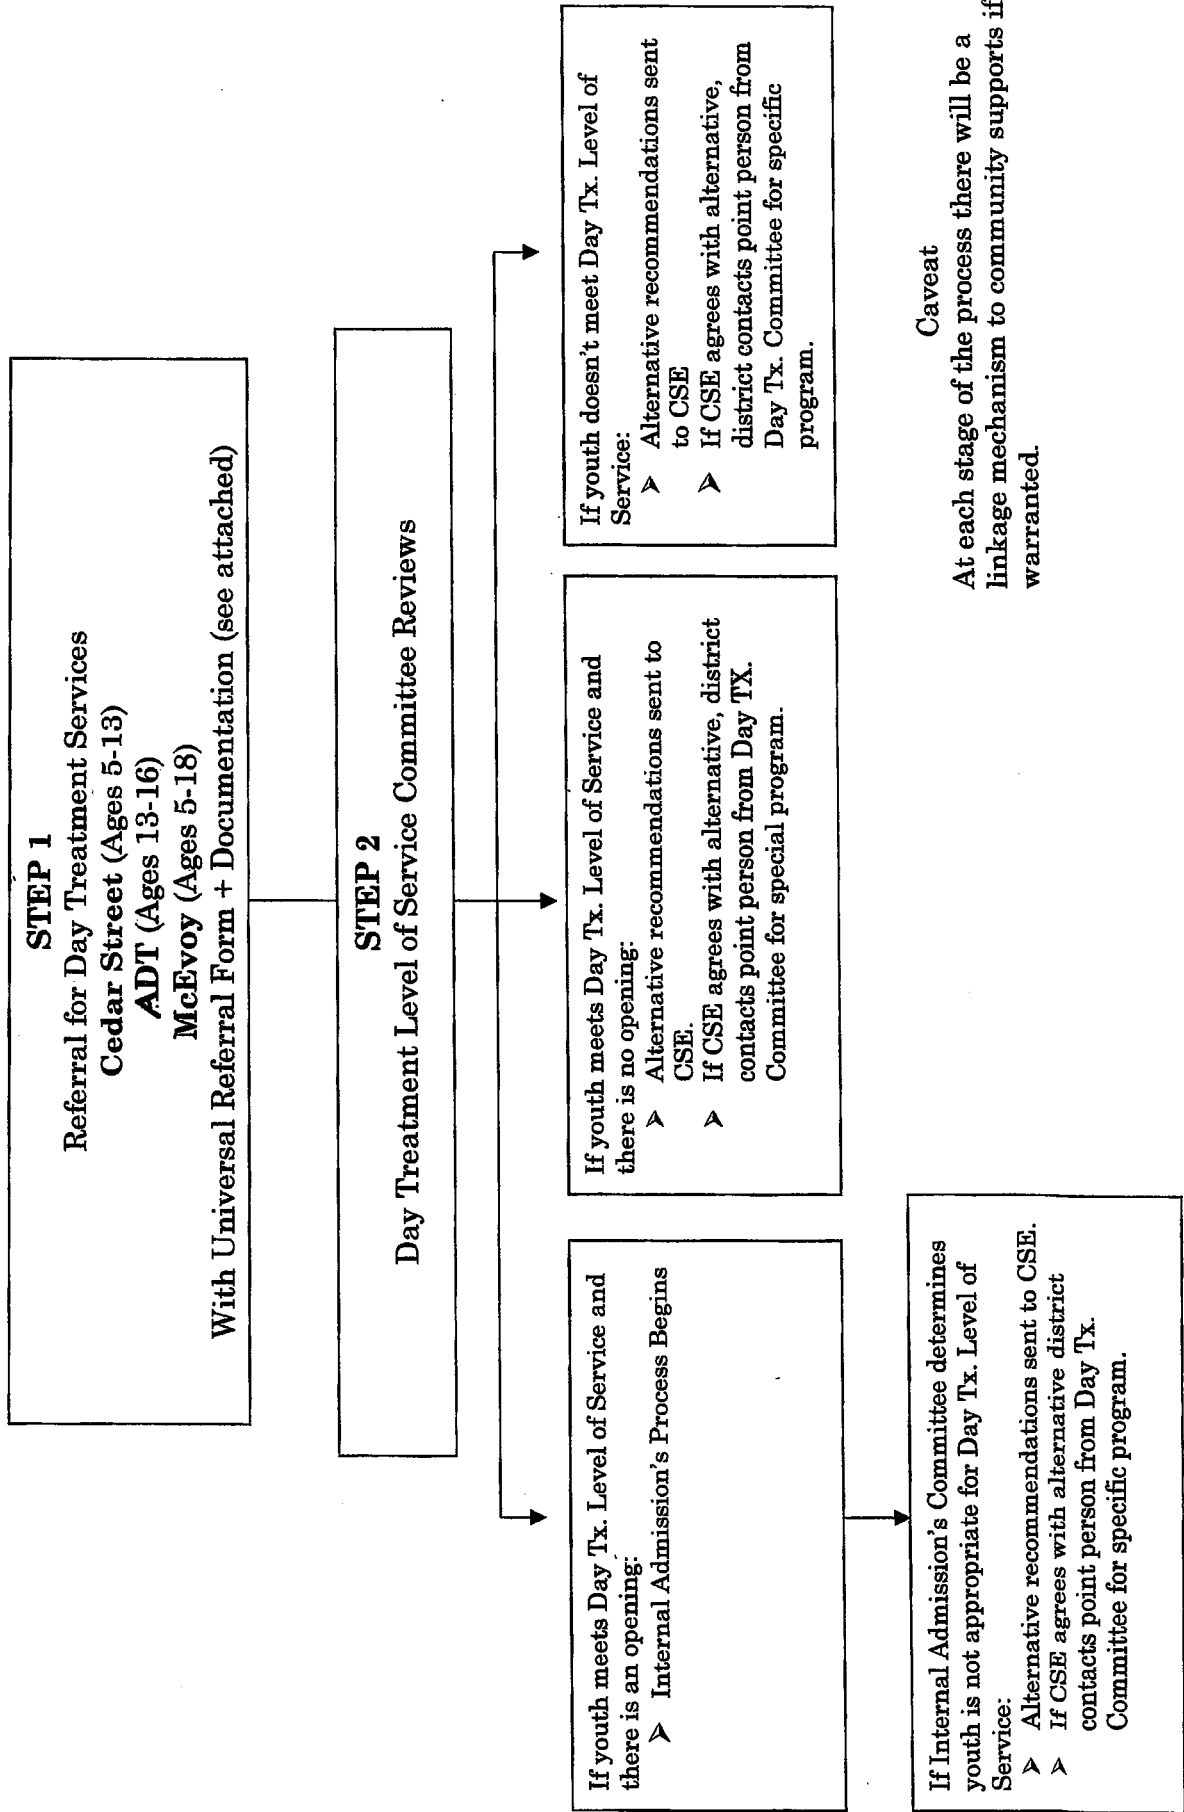 STEP 1
Referral for Day Treatment Services
Cedar Street (Ages 5-13)
ADT (Ages 13-16)
McEvoy (Ages 5-18)
With Universal Referral Form + Documentation (see attached)
STEP 2
Day Treatment Level of Service Committee Reviews
If youth meets Day Tx. Level of Service and
there is an opening:
➢ Internal Admission's Process Begins
If youth meets Day Tx. Level of Service and
there is no opening:
➢ Alternative recommendations sent to
CSE.
➢ If CSE agrees with alternative, district
contacts point person from Day TX.
Committee for special program.
If youth doesn't meet Day Tx. Level of
Service:
➢ Alternative recommendations sent
to CSE
➢ If CSE agrees with alternative,
district contacts point person from
Day Tx. Committee for specific
program.
If Internal Admission's Committee determines
youth is not appropriate for Day Tx. Level of
Service:
➢ Alternative recommendations sent to CSE.
➢ If CSE agrees with alternative district
contacts point person from Day Tx.
Committee for specific program.
Caveat
At each stage of the process there will be a
linkage mechanism to community supports if
warranted.